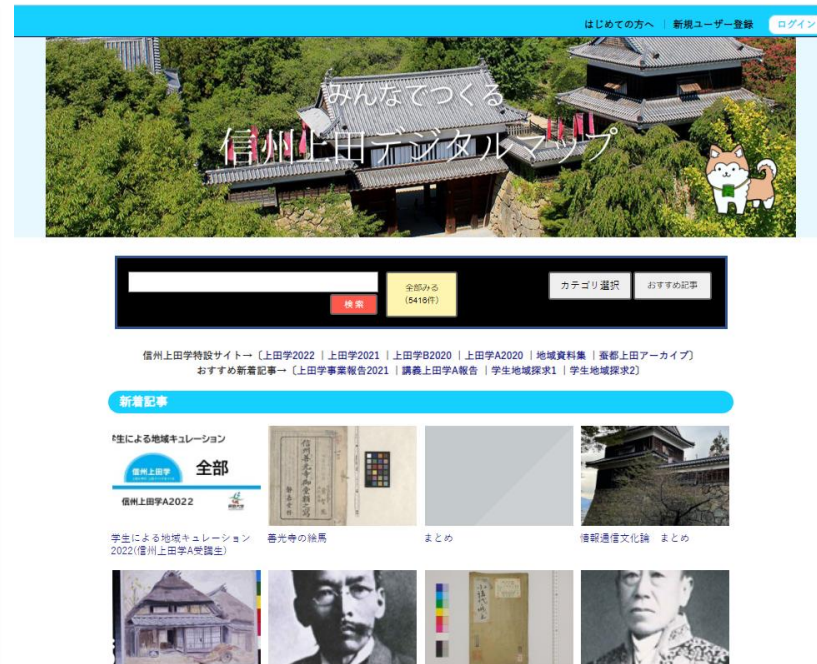 はじめての方へ | 新規ユーザー登録 ログイン
みんなでつくる
信州上田デジタルマップ
検索
全部みる
(5416件)
カテゴリ選択
おすすめ記事
信州上田学特設サイト→〔上田学2022 | 上田学2021 | 上田学B2020 | 上田学A2020 | 地域資料集 | 蚕都上田アーカイブ〕
おすすめ新着記事→〔上田学事業報告2021 | 講義上田学A報告 | 学生地域探求1 | 学生地域探求2〕
新着記事
生による地域キュレーション
信州上田学
全部
信州上田学A2022
学生による地域キュレーション
2022(信州上田学A受講生)
善光寺の絵馬
まとめ
情報通信文化論 まとめ